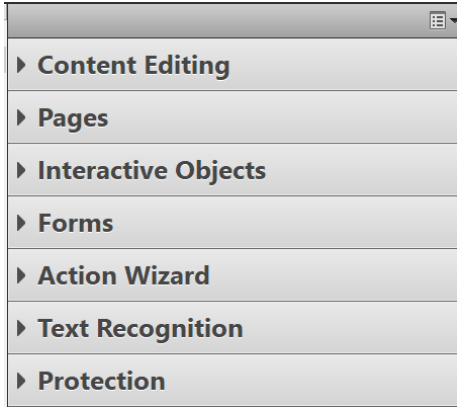 Content Editing
Pages
Interactive Objects
Forms
Action Wizard
Text Recognition
Protection